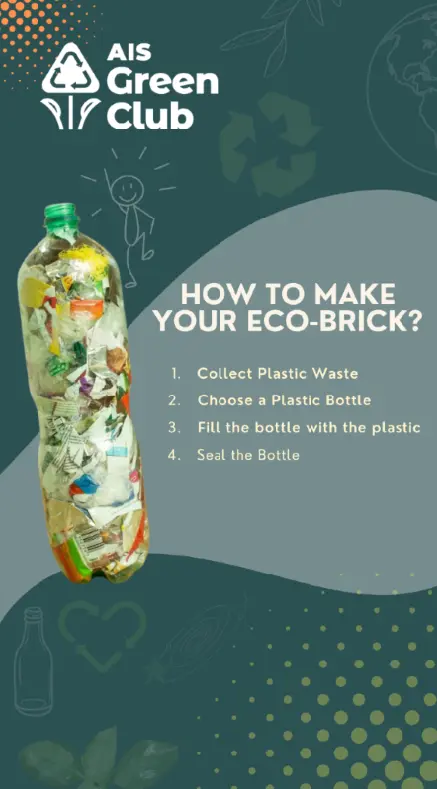 AIS
Green
Club
HOW TO MAKE
YOUR ECO-BRICK?
1. Collect Plastic Waste
2. Choose a Plastic Bottle
3. Fill the bottle with the plastic
4. Seal the Bottle